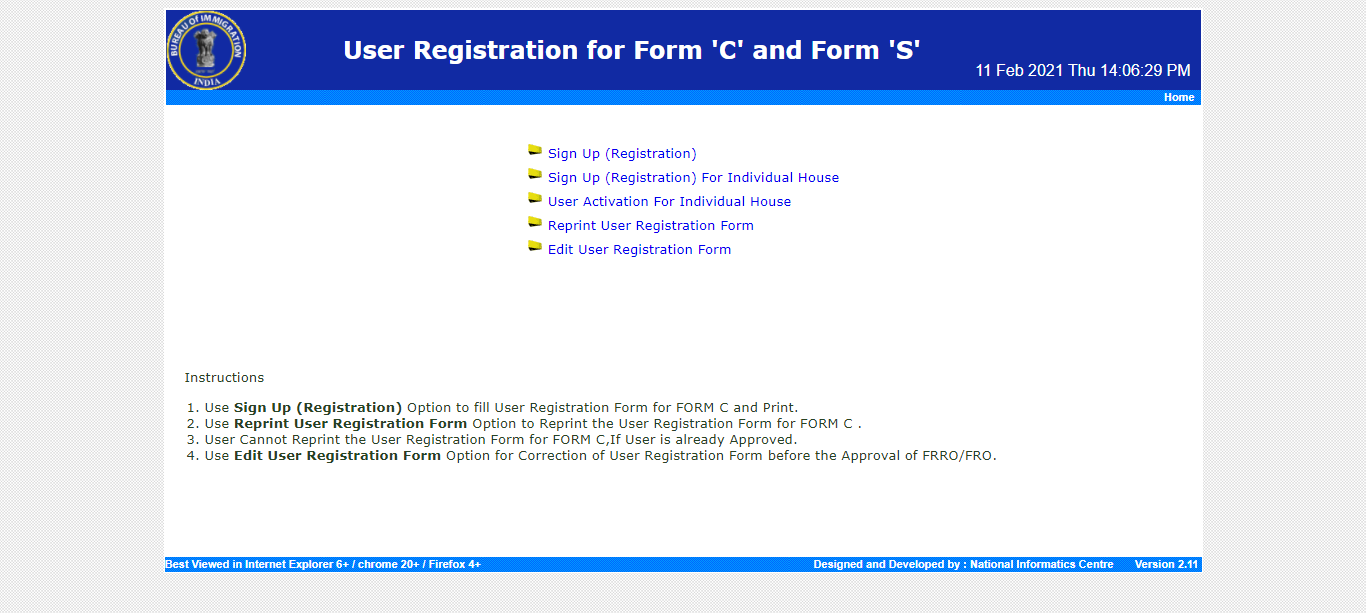 BUREAU OF IMMIGRATION
INDIA
User Registration for Form 'C' and Form 'S'
11 Feb 2021 Thu 14:06:29 PM
Home
Sign Up (Registration)
Sign Up (Registration) For Individual House
User Activation For Individual House
Reprint User Registration Form
Edit User Registration Form
Instructions
1. Use Sign Up (Registration) Option to fill User Registration Form for FORM C and Print.
2. Use Reprint User Registration Form Option to Reprint the User Registration Form for FORM C .
3. User Cannot Reprint the User Registration Form for FORM C,If User is already Approved.
4. Use Edit User Registration Form Option for Correction of User Registration Form before the Approval of FRRO/FRO.
Best Viewed in Internet Explorer 6+ / chrome 20+ / Firefox 4+
Designed and Developed by : National Informatics Centre Version 2.11